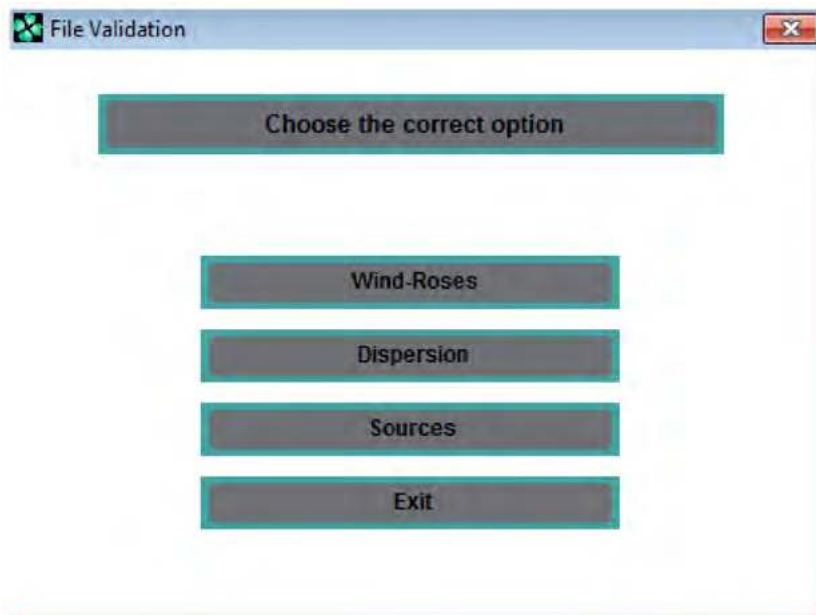 File Validation
Choose the correct option
Wind-Roses
Dispersion
Sources
Exit